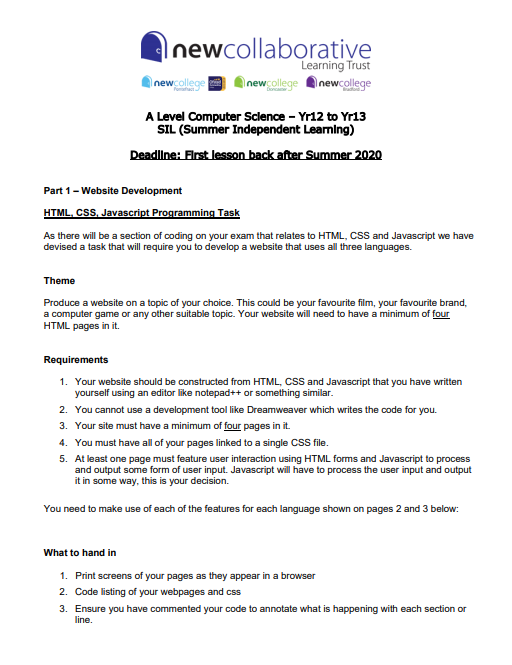 newcollaborative
Learning Trust
newcollege
Pontefract
newcollege
Doncaster
newcollege
Bradford
A Level Computer Science – Yr12 to Yr13
SIL (Summer Independent Learning)
Deadline: First lesson back after Summer 2020
Part 1 – Website Development
HTML, CSS, Javascript Programming Task
As there will be a section of coding on your exam that relates to HTML, CSS and Javascript we have
devised a task that will require you to develop a website that uses all three languages.
Theme
Produce a website on a topic of your choice. This could be your favourite film, your favourite brand,
a computer game or any other suitable topic. Your website will need to have a minimum of four
HTML pages in it.
Requirements
1. Your website should be constructed from HTML, CSS and Javascript that you have written
yourself using an editor like notepad++ or something similar.
2. You cannot use a development tool like Dreamweaver which writes the code for you.
3. Your site must have a minimum of four pages in it.
4. You must have all of your pages linked to a single CSS file.
5. At least one page must feature user interaction using HTML forms and Javascript to process
and output some form of user input. Javascript will have to process the user input and output
it in some way, this is your decision.
You need to make use of each of the features for each language shown on pages 2 and 3 below:
What to hand in
1. Print screens of your pages as they appear in a browser
2. Code listing of your webpages and css
3. Ensure you have commented your code to annotate what is happening with each section or
line.